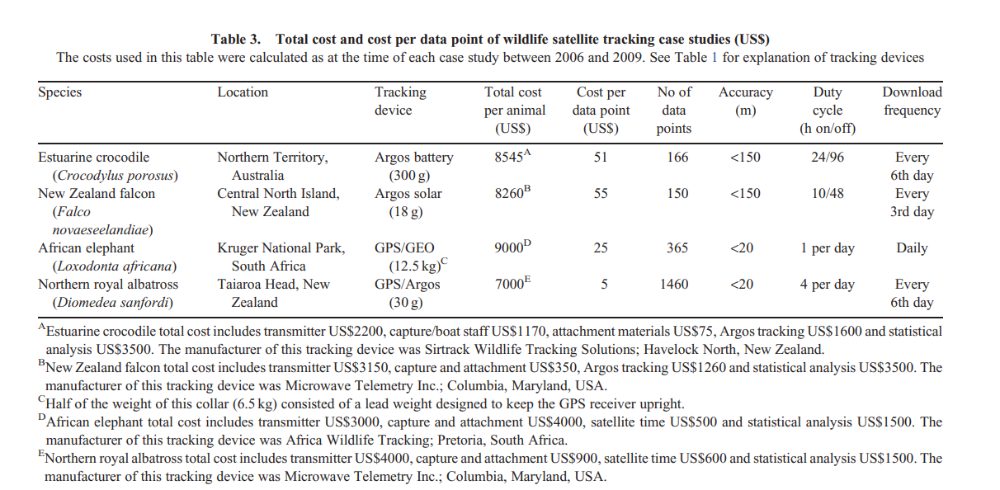 Table 3. Total cost and cost per data point of wildlife satellite tracking case studies (US$)
The costs used in this table were calculated as at the time of each case study between 2006 and 2009. See Table 1 for explanation of tracking devices
Species Location Tracking Total cost Cost per No of Accuracy Duty Download
device per animal data point data (m) cycle frequency
(US$) (US$) points (h on/off)
Estuarine crocodile Northern Territory, Argos battery 8545A 51 166 <150 24/96 Every
(Crocodylus porosus) Australia (300 g) 6th day
New Zealand falcon Central North Island, Argos solar 8260B 55 150 <150 10/48 Every
(Falco New Zealand (18 g) 3rd day
novaeseelandiae)
African elephant Kruger National Park, GPS/GEO 9000D 25 365 <20 1 per day Daily
(Loxodonta africana) South Africa (12.5 kg)C
Northern royal albatross Taiaroa Head, New GPS/Argos 7000E 5 1460 <20 4 per day Every
(Diomedea sanfordi) Zealand (30 g) 6th day
AEstuarine crocodile total cost includes transmitter US$2200, capture/boat staff US$1170, attachment materials US$75, Argos tracking US$1600 and statistical
analysis US$3500. The manufacturer of this tracking device was Sirtrack Wildlife Tracking Solutions; Havelock North, New Zealand.
BNew Zealand falcon total cost includes transmitter US$3150, capture and attachment US$350, Argos tracking US$1260 and statistical analysis US$3500. The
manufacturer of this tracking device was Microwave Telemetry Inc.; Columbia, Maryland, USA.
CHalf of the weight of this collar (6.5 kg) consisted of a lead weight designed to keep the GPS receiver upright.
DAfrican elephant total cost includes transmitter US$3000, capture and attachment US$4000, satellite time US$500 and statistical analysis US$1500. The
manufacturer of this tracking device was Africa Wildlife Tracking; Pretoria, South Africa.
ENorthern royal albatross total cost includes transmitter US$4000, capture and attachment US$900, satellite time US$600 and statistical analysis US$1500. The
manufacturer of this tracking device was Microwave Telemetry Inc.; Columbia, Maryland, USA.